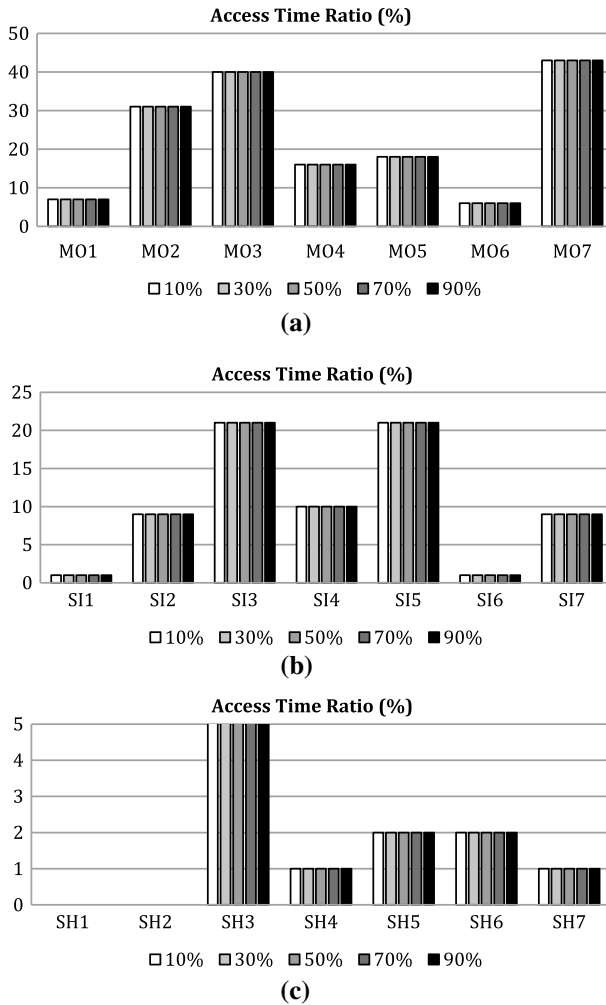 Access Time Ratio (%)
50
40
30
20
10
0
MO1 MO2 MO3 MO4 MO5 MO6 MO7
10% 30% 50% 70% 90%
(a)
Access Time Ratio (%)
25
20
15
10
5
0
SI1 SI2 SI3 SI4 SI5 SI6 SI7
10% 30% 50% 70% 90%
(b)
Access Time Ratio (%)
5
4
3
2
1
0
SH1 SH2 SH3 SH4 SH5 SH6 SH7
10% 30% 50% 70% 90%
(c)